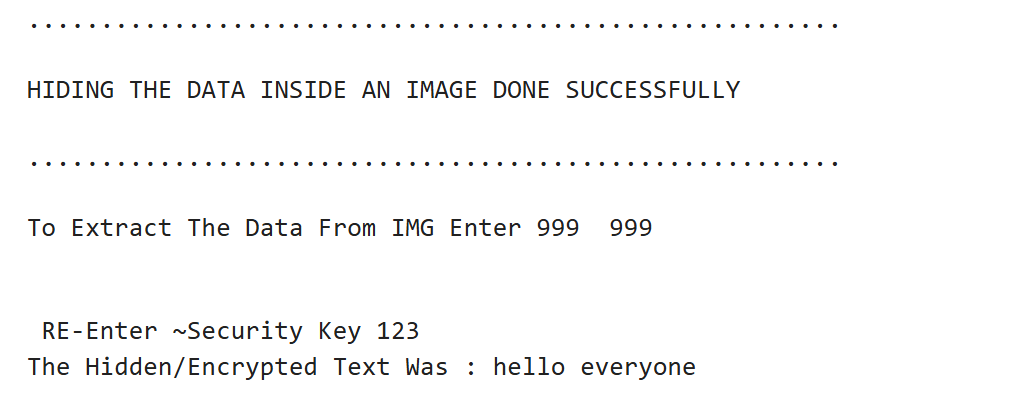 ........................................................
HIDING THE DATA INSIDE AN IMAGE DONE SUCCESSFULLY
........................................................
To Extract The Data From IMG Enter 999  999
RE-Enter ~Security Key 123
The Hidden/Encrypted Text Was : hello everyone